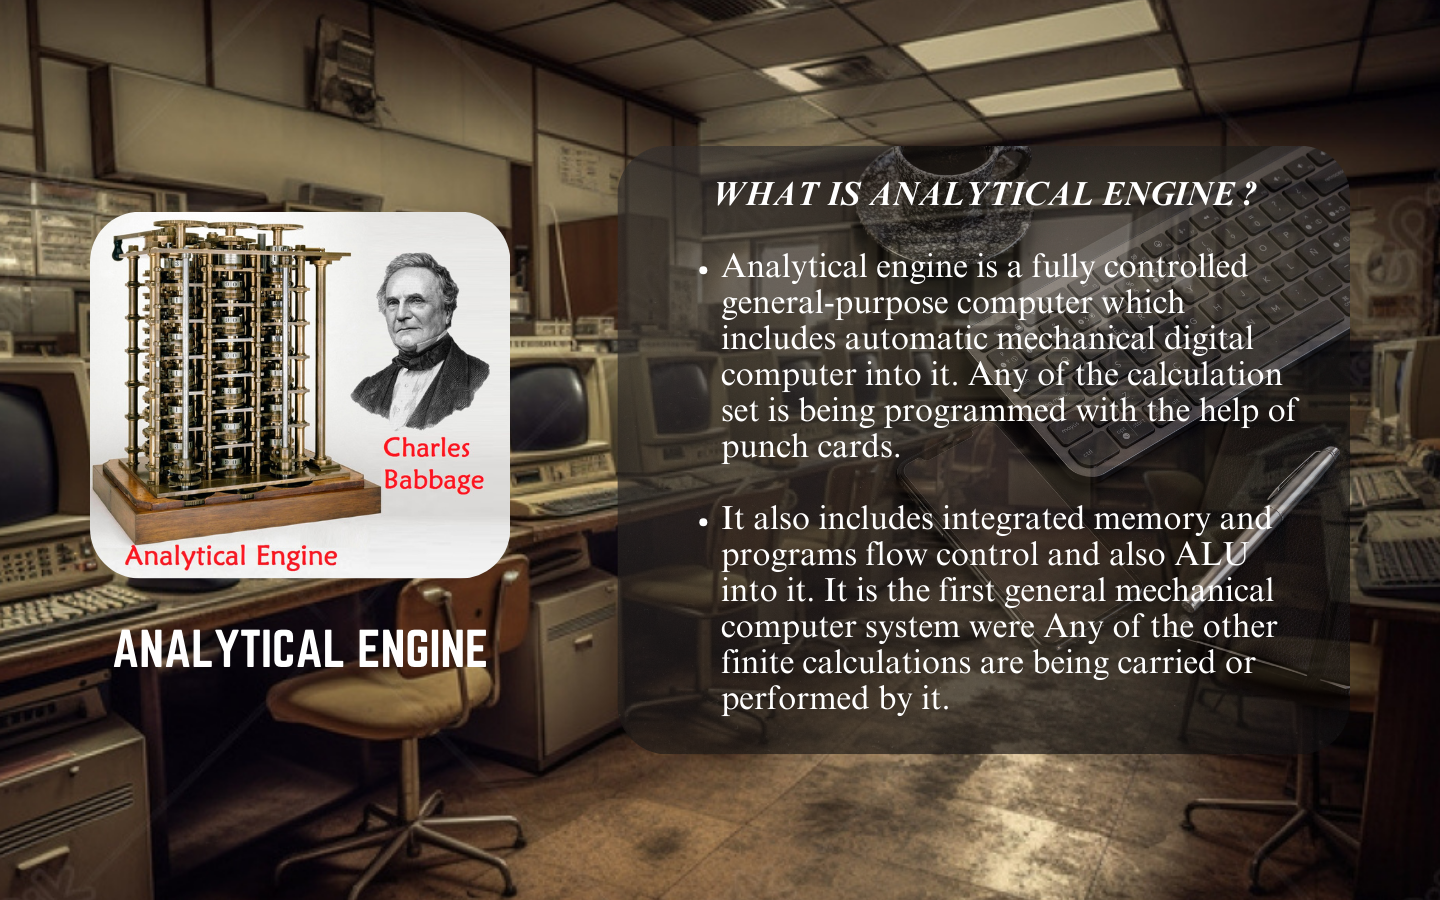 Charles
Babbage
Analytical Engine
ANALYTICAL ENGINE
WHAT IS ANALYTICAL ENGINE?
• Analytical engine is a fully controlled
general-purpose computer which
includes automatic mechanical digital
computer into it. Any of the calculation
set is being programmed with the help of
punch cards.
• It also includes integrated memory and
programs flow control and also ALU
into it. It is the first general mechanical
computer system were Any of the other
finite calculations are being carried or
performed by it.